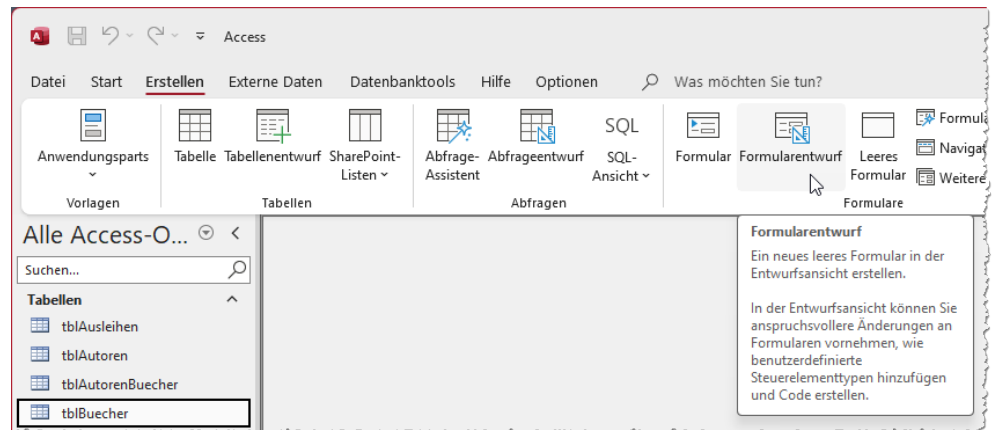 Access
Datei Start Erstellen Externe Daten Datenbanktools Hilfe Optionen Was möchten Sie tun?
Anwendungsparts
Vorlagen
Tabelle Tabellenentwurf SharePoint-
Listen
Tabellen
Abfrage-
Assistent
Abfrageentwurf
SQL
SQL-
Ansicht
Abfragen
Formular Formularentwurf Leeres
Formular
Weitere
Formulare
Alle Access-O...
Suchen...
Tabellen
tblAusleihen
tblAutoren
tblAutorenBuecher
tblBuecher
Formularentwurf
Ein neues leeres Formular in der
Entwurfsansicht erstellen.
In der Entwurfsansicht können Sie
anspruchsvollere Änderungen an
Formularen vornehmen, wie
benutzerdefinierte
Steuerelementtypen hinzufügen
und Code erstellen.